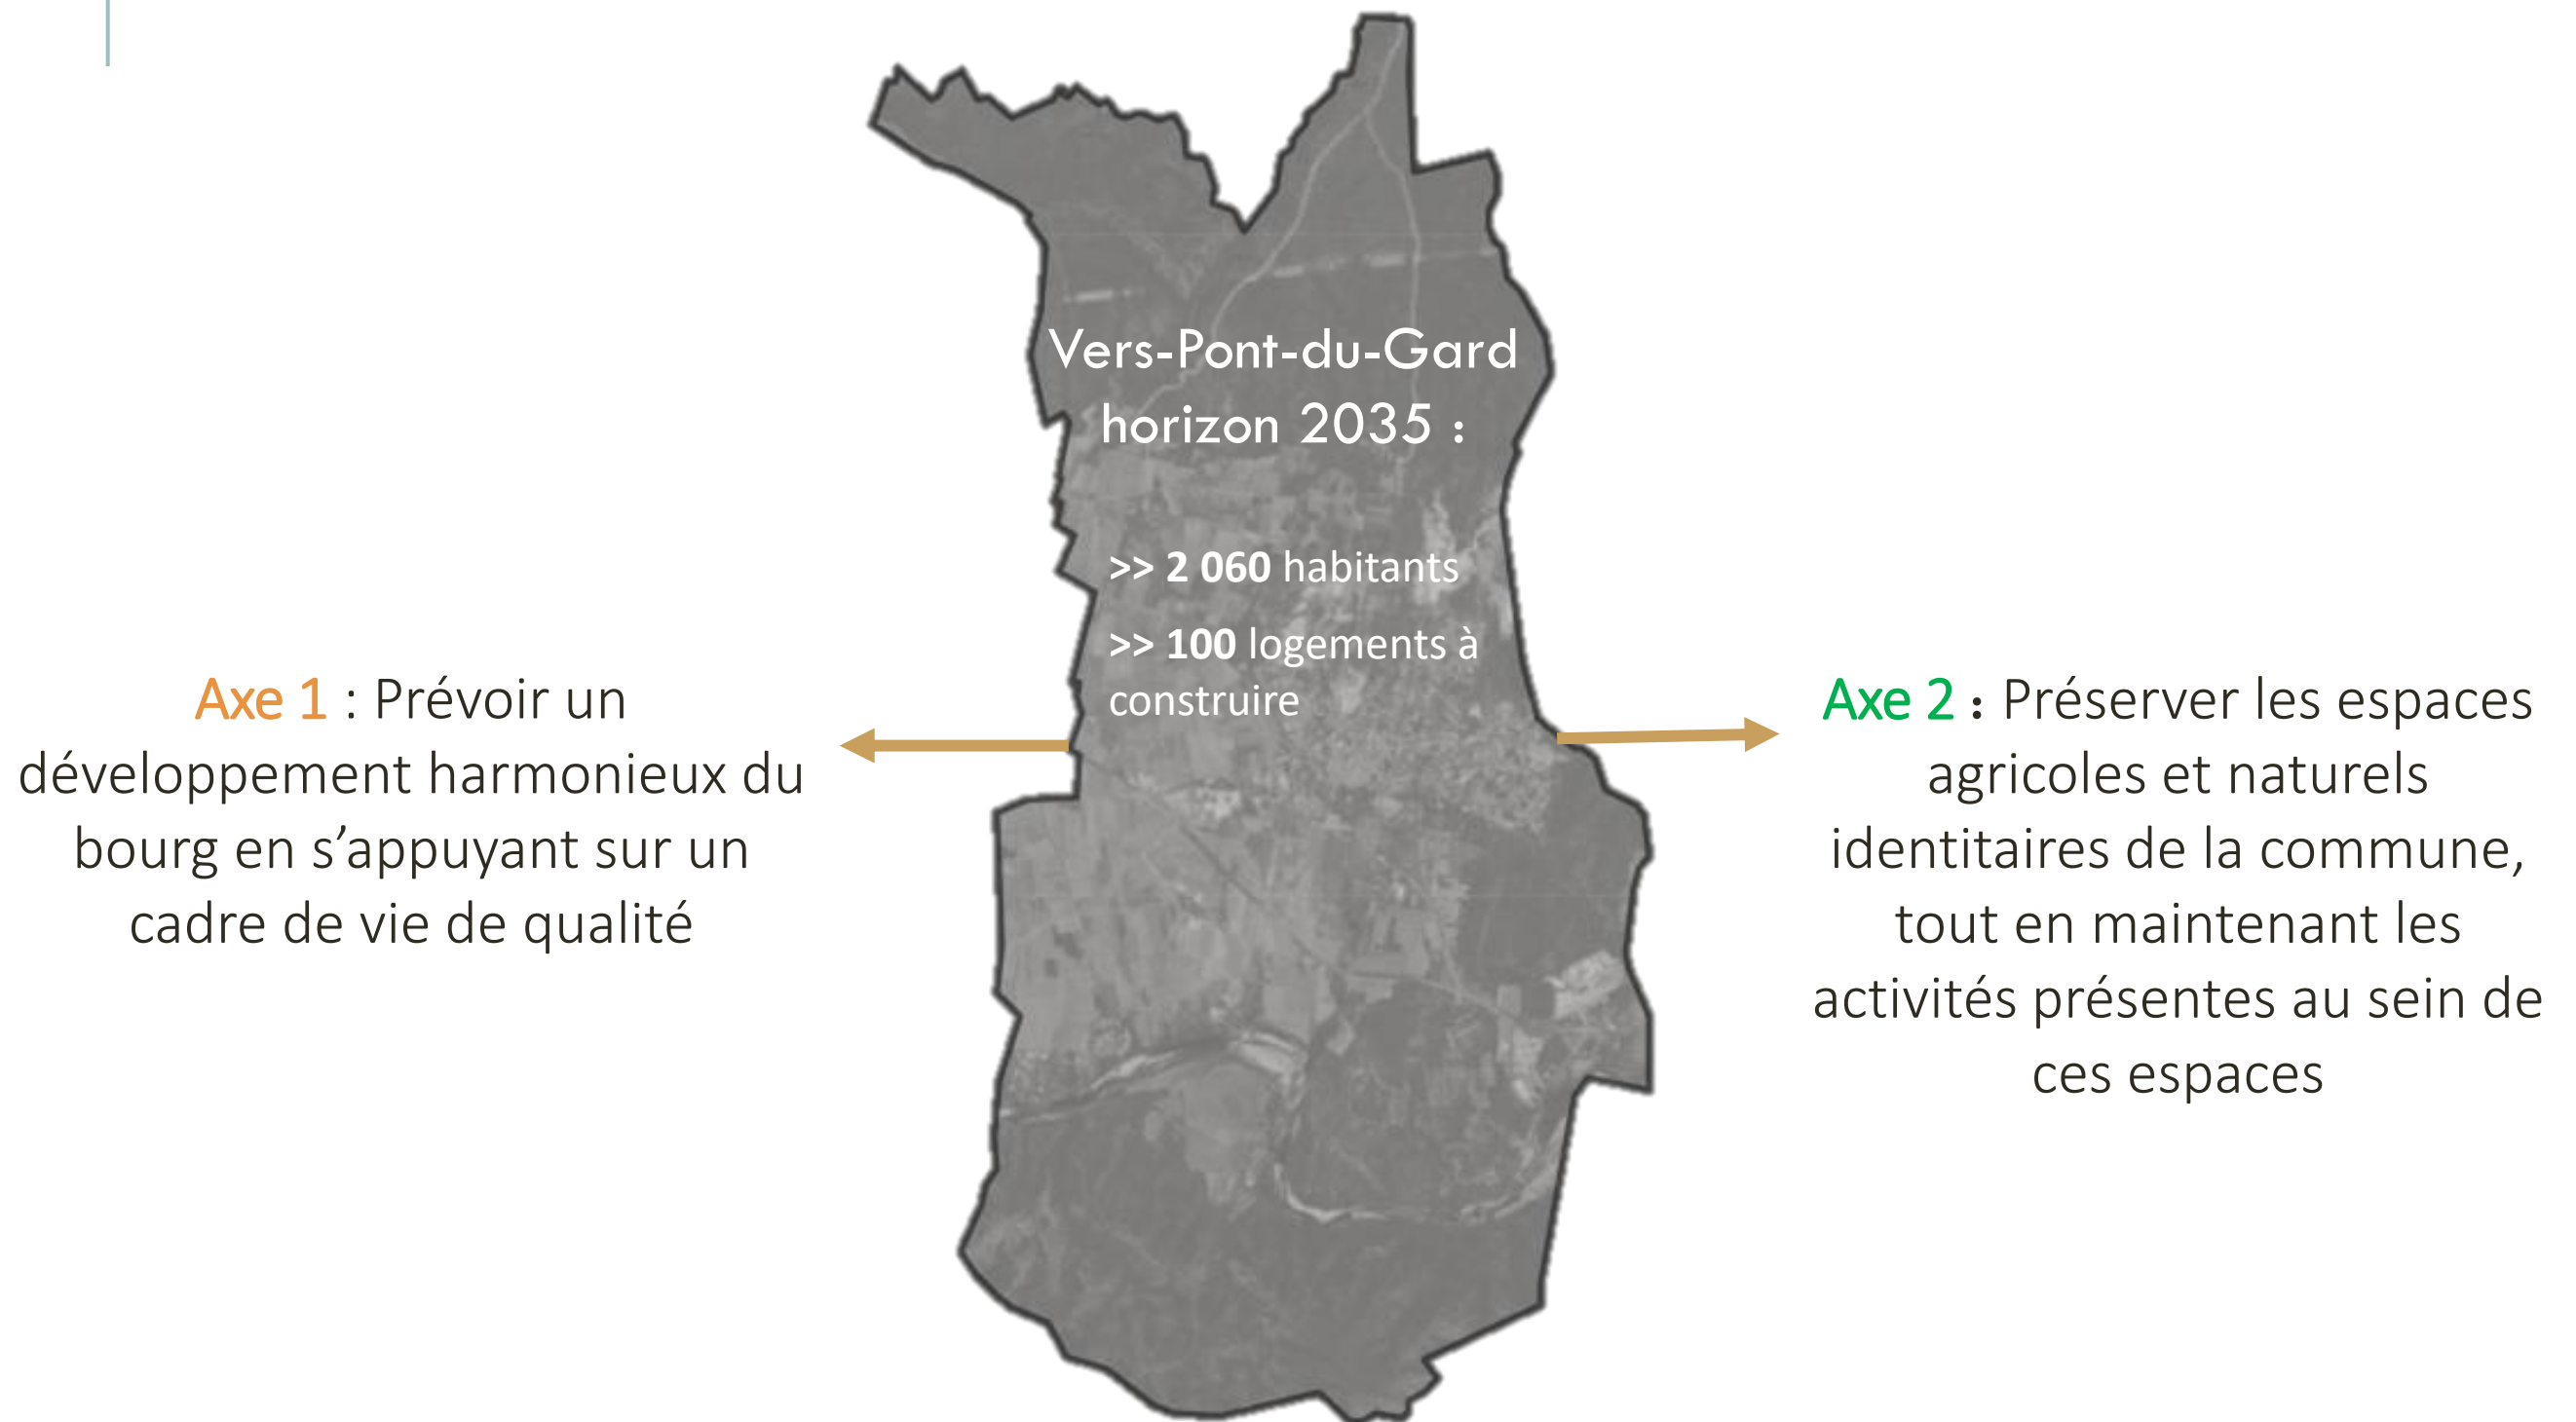 Vers-Pont-du-Gard
horizon 2035 :
>> 2 060 habitants
>> 100 logements à
construire
Axe 1 : Prévoir un
développement harmonieux du
bourg en s’appuyant sur un
cadre de vie de qualité
Axe 2 : Préserver les espaces
agricoles et naturels
identitaires de la commune,
tout en maintenant les
activités présentes au sein de
ces espaces